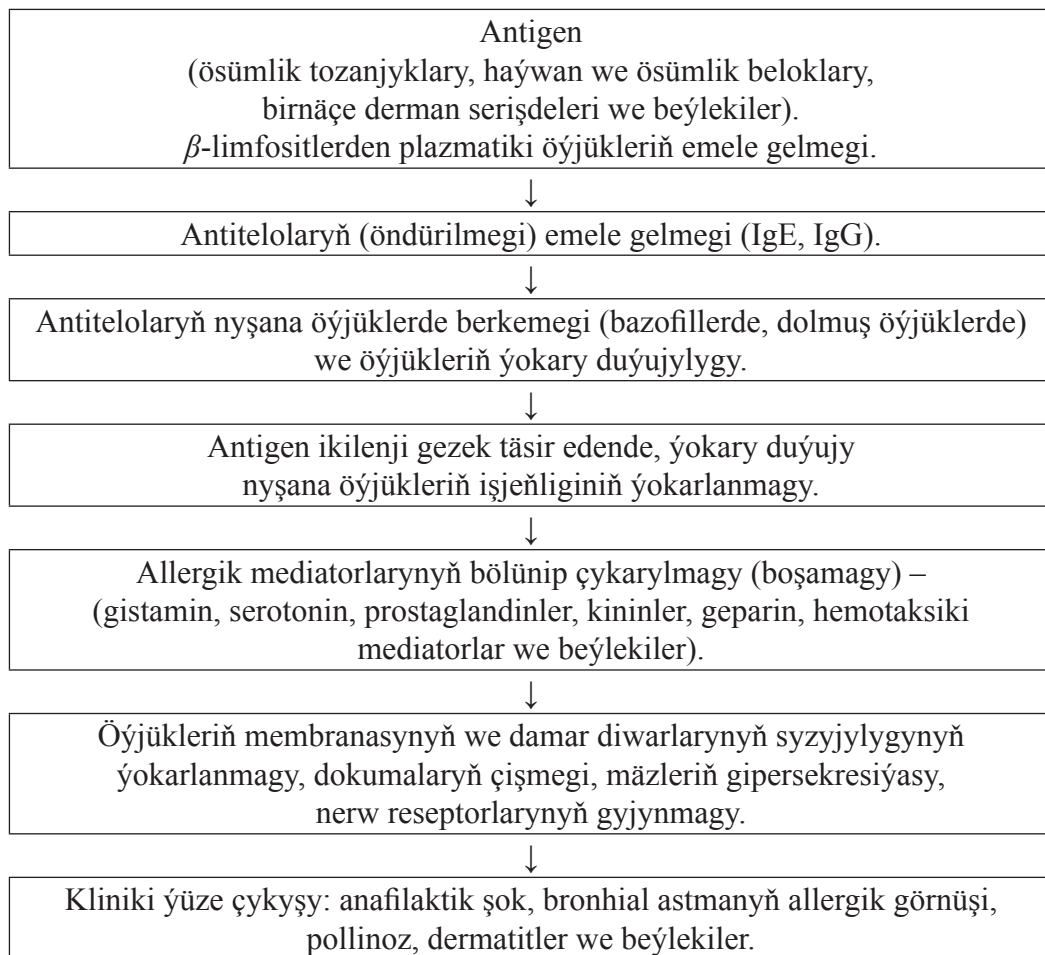 Antigen
(ösümlik tozanjyklary, haýwan we ösümlik beloklary,
birnäçe derman serişdeleri we beýlekiler).
β-limfositlerden plazmatiki öýjükleriň emele gelmegi.
↓
Antitelolaryň (öndürilmegi) emele gelmegi (IgE, IgG).
↓
Antitelolaryň nyşana öýjüklerde berkemegi (bazofillerde, dolmuş öýjüklerde)
we öýjükleriň ýokary duýujylygy.
↓
Antigen ikilenji gezek täsir edende, ýokary duýujy
nyşana öýjükleriň işjeňliginiň ýokarlanmagy.
↓
Allergik mediatorlarynyň bölünip çykarylmagy (boşamagy) –
(gistamin, serotonin, prostaglandinler, kininler, geparin, hemotaksiki
mediatorlar we beýlekiler).
↓
Öýjükleriň membranasynyň we damar diwarlarynyň syzyjylygynyň
ýokarlanmagy, dokumalaryň çişmegi, mäzleriň gipersekresiýasy,
nerw reseptorlarynyň gyjynmagy.
↓
Kliniki ýüze çykyşy: anafilaktik şok, bronhial astmanyň allergik görnüşi,
pollinoz, dermatitler we beýlekiler.